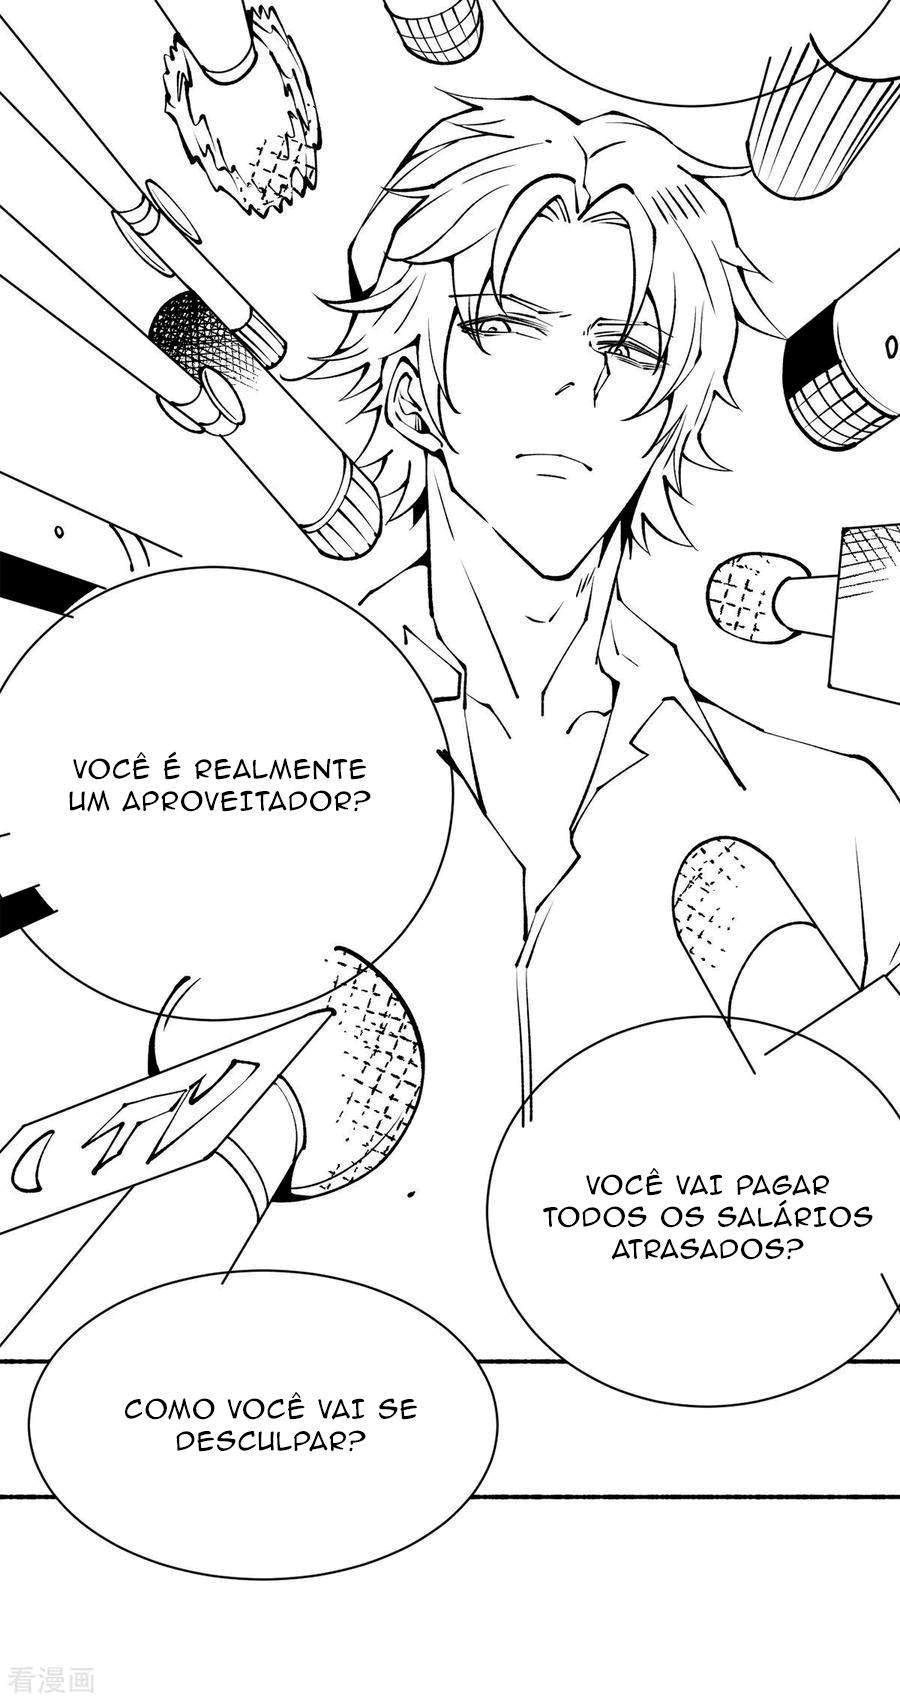 VOCÊ É REALMENTE
UM APROVEITADOR?
C TV
VOCÊ VAI PAGAR
TODOS OS SALÁRIOS
ATRASADOS?
COMO VOCÊ VAI SE
DESCULPAR?
看漫画